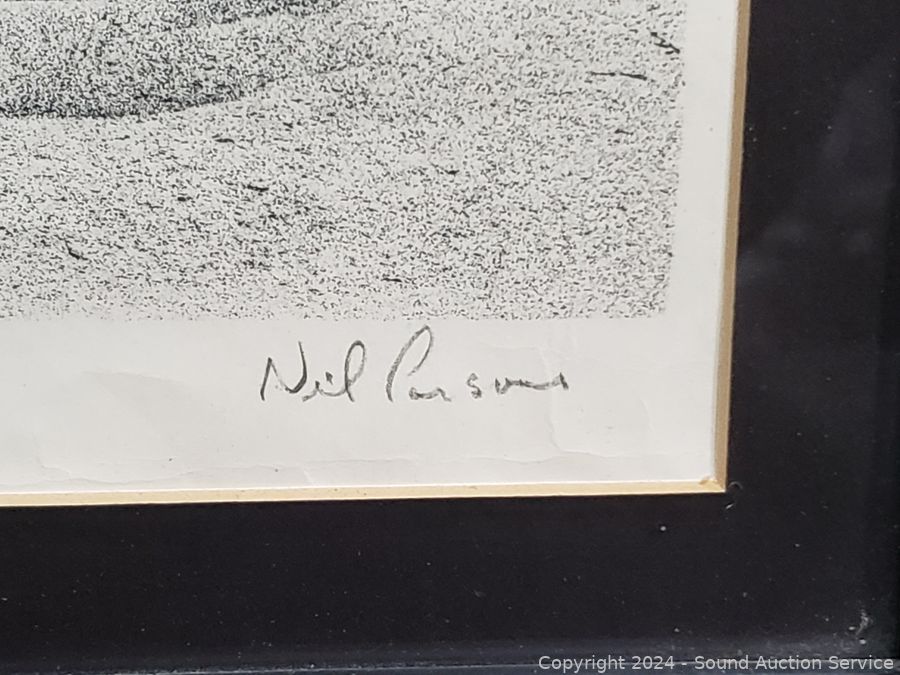 Neil Parsons
Copyright 2024 - Sound Auction Service